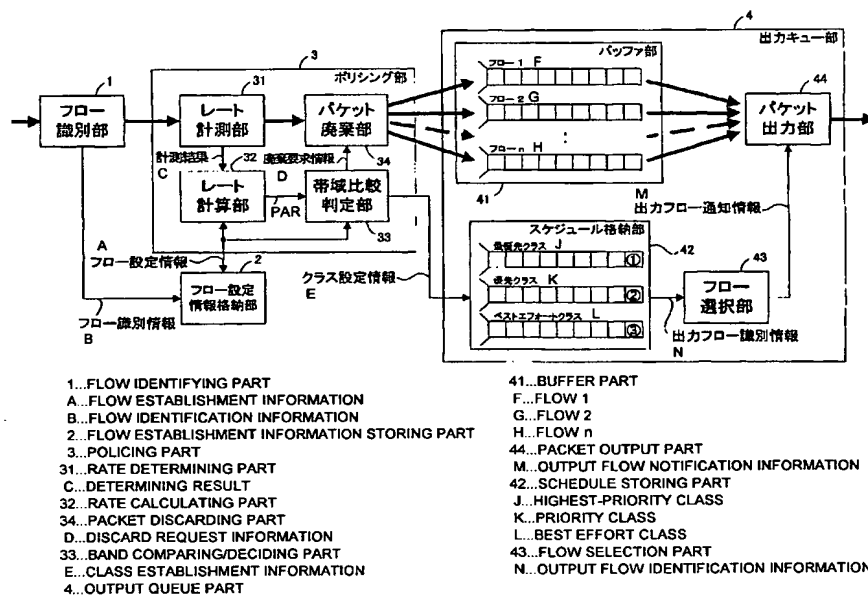 4
出力キュー部
3
ポリシング部
バッファ部
1
フロー
識別部
31
レート
計測部
パケット
廃棄部
34
計測結果
C
32
廃棄要求情報
D
レート
計算部
PAR
帯域比較
判定部
33
フロー1 F
フロー2 G
フローn H
41
44
パケット
出力部
M
出力フロー通知情報
A
フロー設定情報
2
フロー設定
情報格納部
フロー識別情報
B
クラス設定情報
E
スケジュール格納部
42
最優先クラス J
①
優先クラス K
②
ベストエフォートクラス L
③
43
フロー
選択部
出力フロー識別情報
N
1...FLOW IDENTIFYING PART
A...FLOW ESTABLISHMENT INFORMATION
B...FLOW IDENTIFICATION INFORMATION
2...FLOW ESTABLISHMENT INFORMATION STORING PART
3...POLICING PART
31...RATE DETERMINING PART
C...DETERMINING RESULT
32...RATE CALCULATING PART
34...PACKET DISCARDING PART
D...DISCARD REQUEST INFORMATION
33...BAND COMPARING/DECIDING PART
E...CLASS ESTABLISHMENT INFORMATION
4...OUTPUT QUEUE PART
41...BUFFER PART
F...FLOW 1
G...FLOW 2
H...FLOW n
44...PACKET OUTPUT PART
M...OUTPUT FLOW NOTIFICATION INFORMATION
42...SCHEDULE STORING PART
J...HIGHEST-PRIORITY CLASS
K...PRIORITY CLASS
L...BEST EFFORT CLASS
43...FLOW SELECTION PART
N...OUTPUT FLOW IDENTIFICATION INFORMATION